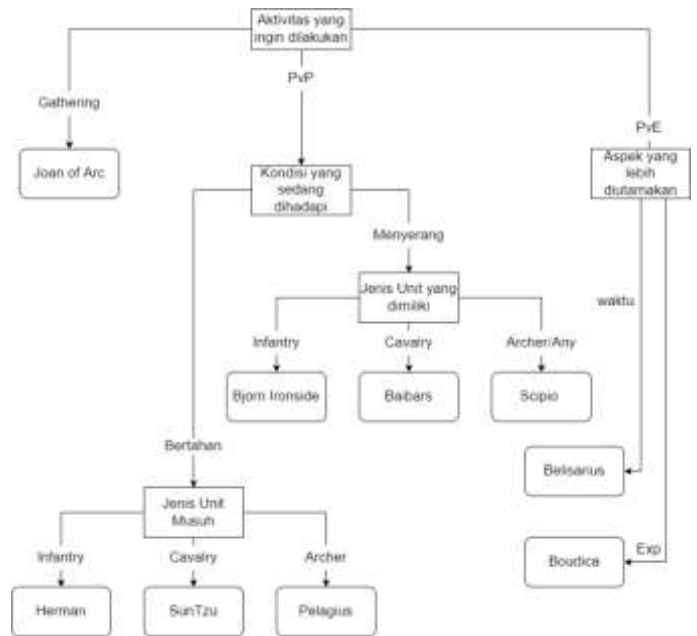 Aktivitas yang
ingin dilakukan
PvP
Gathering
PvE
Joan of Arc
Kondisi yang
sedang
dihadapi
Aspek yang
lebih
diutamakan
Menyerang
Jenis Unit yang
dimiliki
waktu
Infantry
Cavalry
Archer/Any
Bjorn Ironside
Baibars
Scipio
Bertahan
Belisarius
Jenis Unit
Musuh
Infantry
Cavalry
Archer
Exp
Boudica
Herman
SunTzu
Pelagius